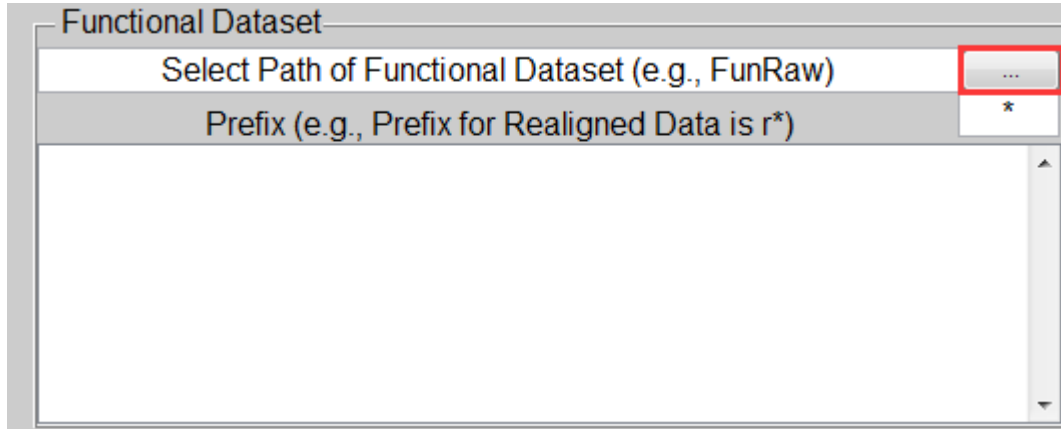 Functional Dataset
Select Path of Functional Dataset (e.g., FunRaw) ...
Prefix (e.g., Prefix for Realigned Data is r*) *